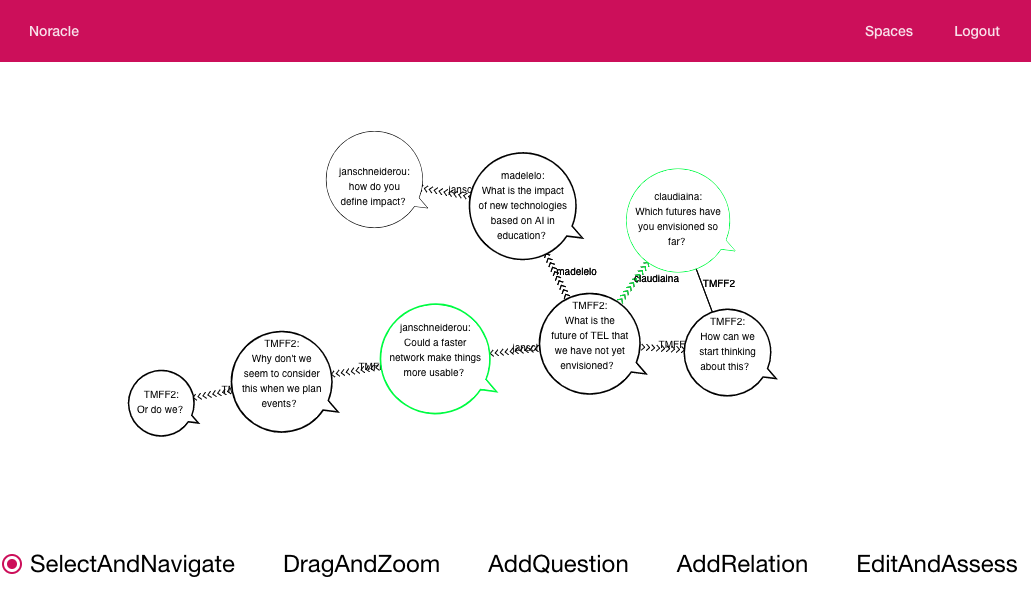 Noracle
Spaces
Logout
janschneiderou:
how do you
define impact?
madelelo:
What is the impact
of new technologies
based on AI in
education?
claudiaina:
Which futures have
you envisioned so
far?
madelelo
claudiaina
TMFF2
TMFF2:
What is the
future of TEL that
we have not yet
envisioned?
TMFF2:
How can we
start thinking
about this?
janschneiderou:
Could a faster
network make things
more usable?
TMFF2:
Why don't we
seem to consider
this when we plan
events?
TMFF2:
Or do we?
SelectAndNavigate
DragAndZoom
AddQuestion
AddRelation
EditAndAssess